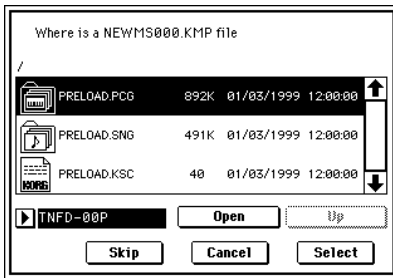 Where is a NEWMS000.KMP file
/
PRELOAD.PCG 892K 01/03/1999 12:00:00
PRELOAD.SNG 491K 01/03/1999 12:00:00
KORG PRELOAD.KSC 40 01/03/1999 12:00:00
TNFD-00P Open Up
Skip Cancel Select